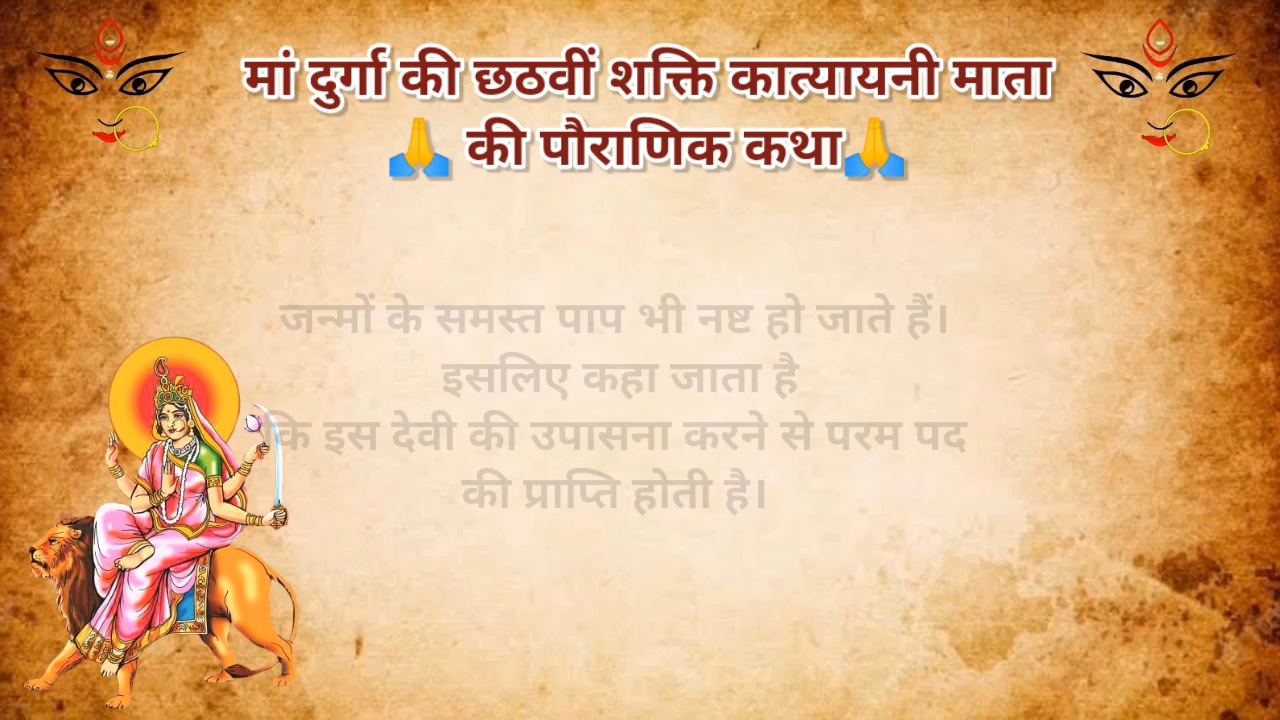 मां दुर्गा की छठवीं शक्ति कात्यायनी माता
🙏 की पौराणिक कथा🙏
जन्मों के समस्त पाप भी नष्ट हो जाते हैं।
इसलिए कहा जाता है
कि इस देवी की उपासना करने से परम पद
की प्राप्ति होती है।